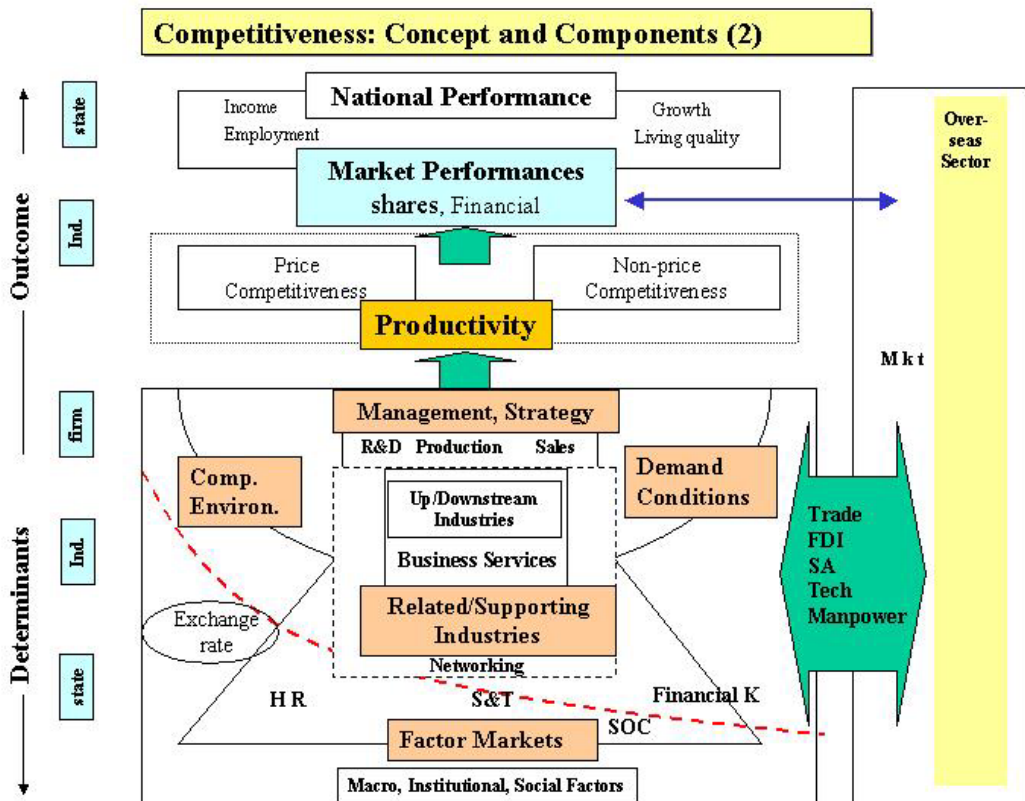 Competitiveness: Concept and Components (2)
state
National Performance
Income
Employment
Growth
Living quality
Over-
seas
Sector
Market Performances
shares, Financial
Outcome
Ind.
Price
Competitiveness
Non-price
Competitiveness
Productivity
Mkt
firm
Management, Strategy
R&D Production Sales
Comp.
Environ.
Demand
Conditions
Up/Downstream
Industries
Business Services
Trade
FDI
SA
Tech
Manpower
Determinants
Ind.
Related/Supporting
Industries
Exchange
rate
Networking
state
HR
S&T
Financial K
SOC
Factor Markets
Macro, Institutional, Social Factors